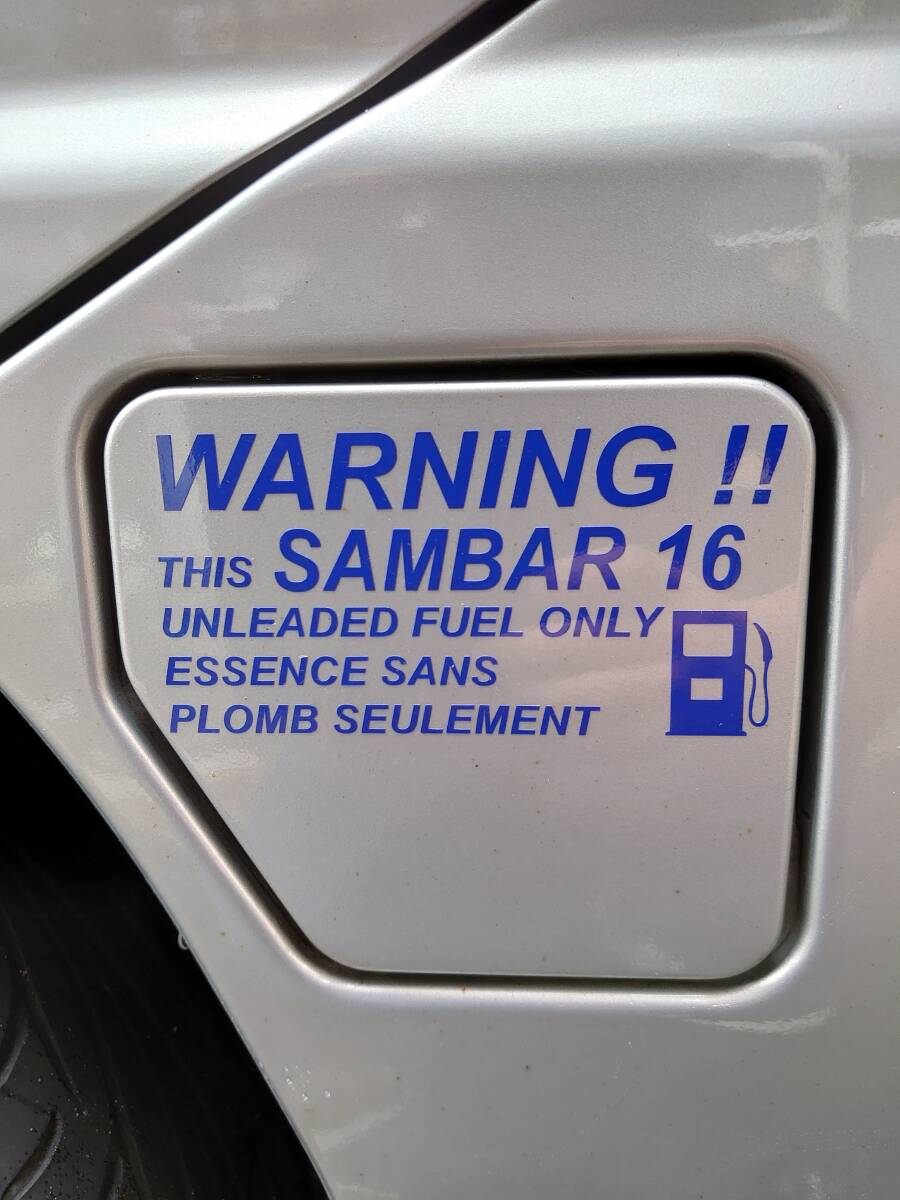 WARNING !!
THIS SAMBAR 16
UNLEADED FUEL ONLY
ESSENCE SANS
PLOMB SEULEMENT